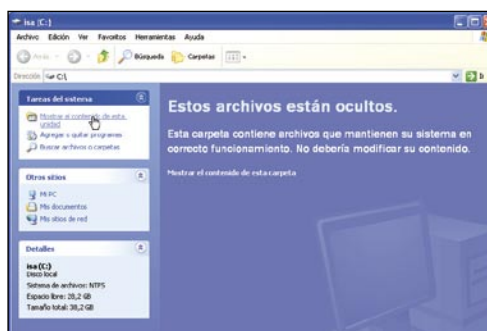 isa (C:)
Archivo Edición Ver Favoritos Herramientas Ayuda
Atrás Búsqueda Carpetas
Dirección C:\
Tareas del sistema
Mostrar el contenido de esta
unidad
Agregar o quitar programas
Buscar archivos o carpetas
Otros sitios
Mi PC
Mis documentos
Mis sitios de red
Detalles
isa (C:)
Disco local
Sistema de archivos: NTFS
Espacio libre: 28,2 GB
Tamaño total: 38,2 GB
Estos archivos están ocultos.
Esta carpeta contiene archivos que mantienen su sistema en
correcto funcionamiento. No debería modificar su contenido.
Mostrar el contenido de esta carpeta